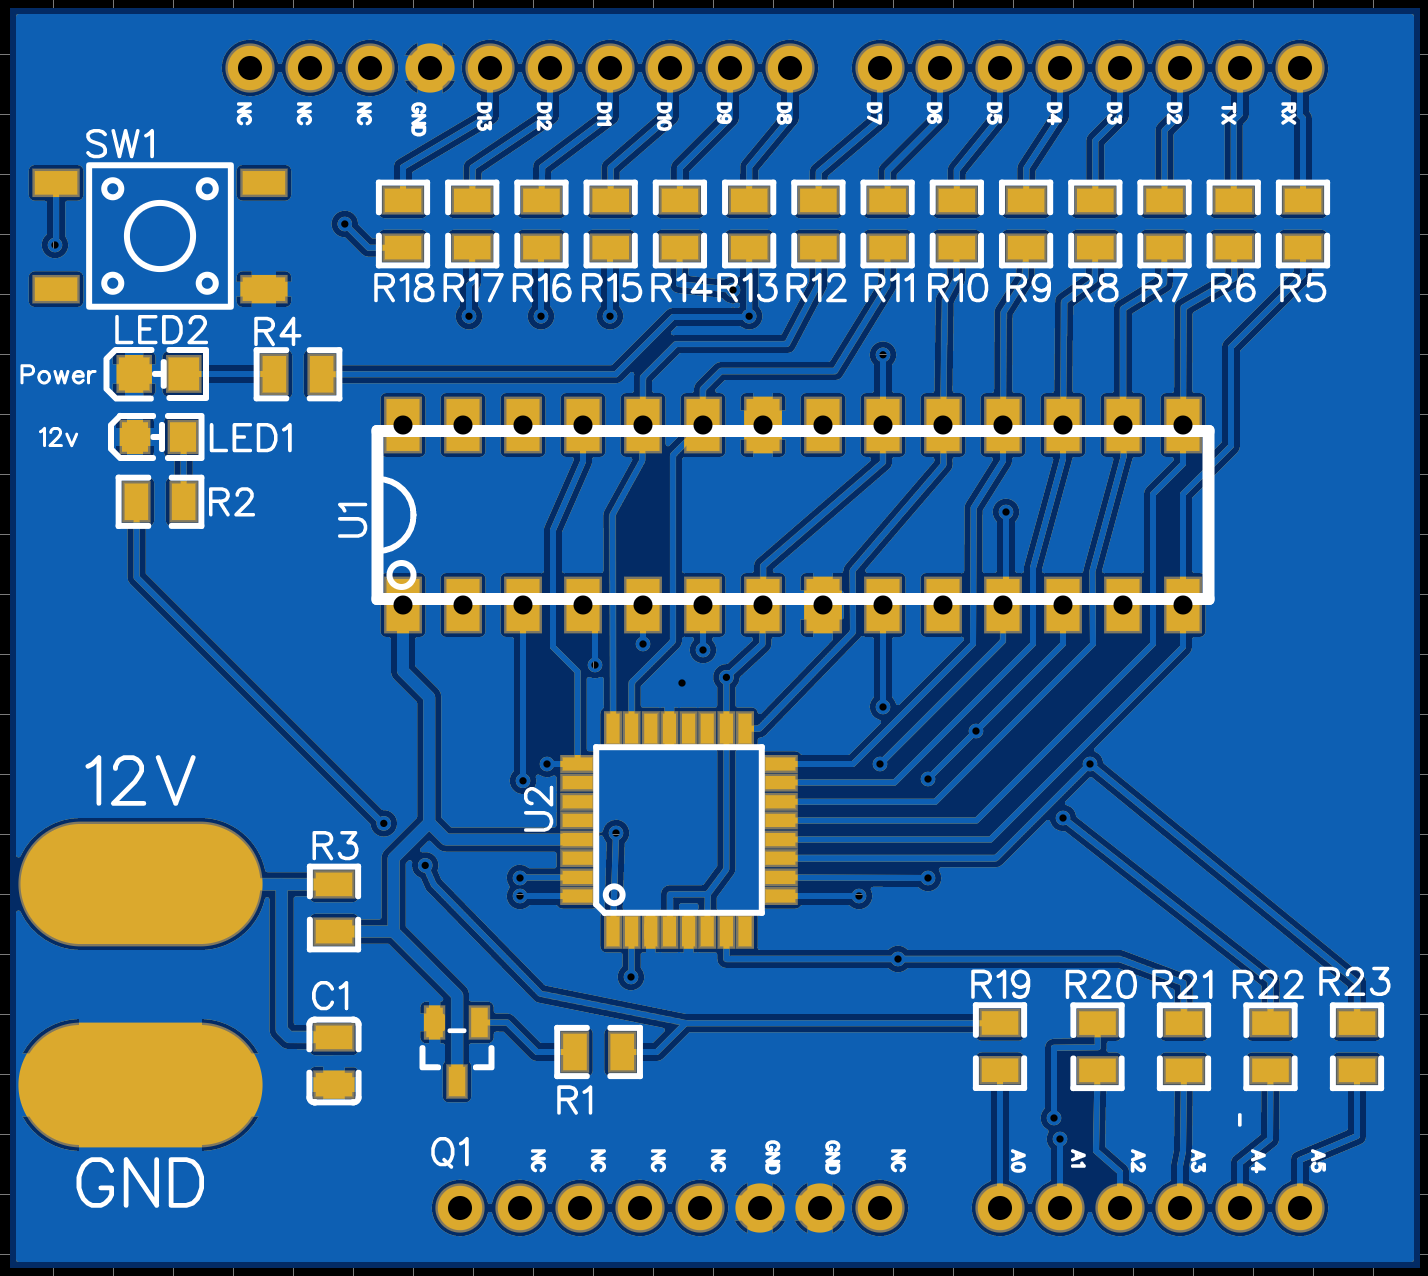 NC NC NC GND D13 D12 D11 D10 D9 D8 D7 D6 D5 D4 D3 D2 TX RX
SW1
R18 R17 R16 R15 R14 R13 R12 R11 R10 R9 R8 R7 R6 R5
LED2 R4
Power
12v LED1
R2
U1
12V
U2
R3
C1
R19 R20 R21 R22 R23
R1
GND
Q1
NC NC NC NC GND GND NC A0 A1 A2 A3 A4 A5